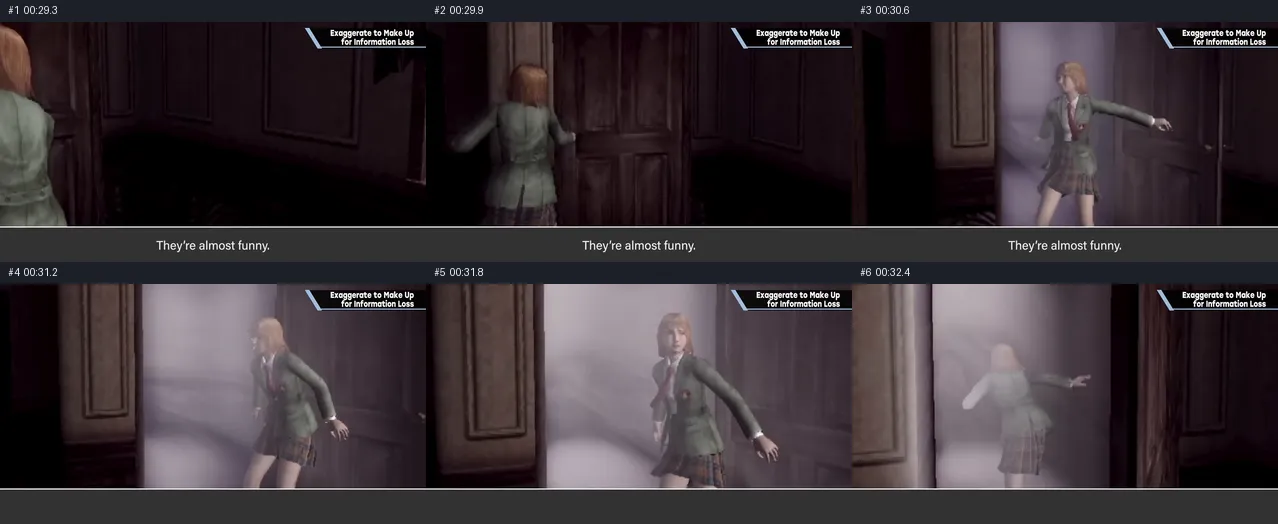 #1 00:29.3
Exaggerate to Make Up
for Information Loss
They're almost funny.
#2 00:29.9
Exaggerate to Make Up
for Information Loss
They're almost funny.
#3 00:30.6
Exaggerate to Make Up
for Information Loss
They're almost funny.
#4 00:31.2
Exaggerate to Make Up
for Information Loss
#5 00:31.8
Exaggerate to Make Up
for Information Loss
#6 00:32.4
Exaggerate to Make Up
for Information Loss